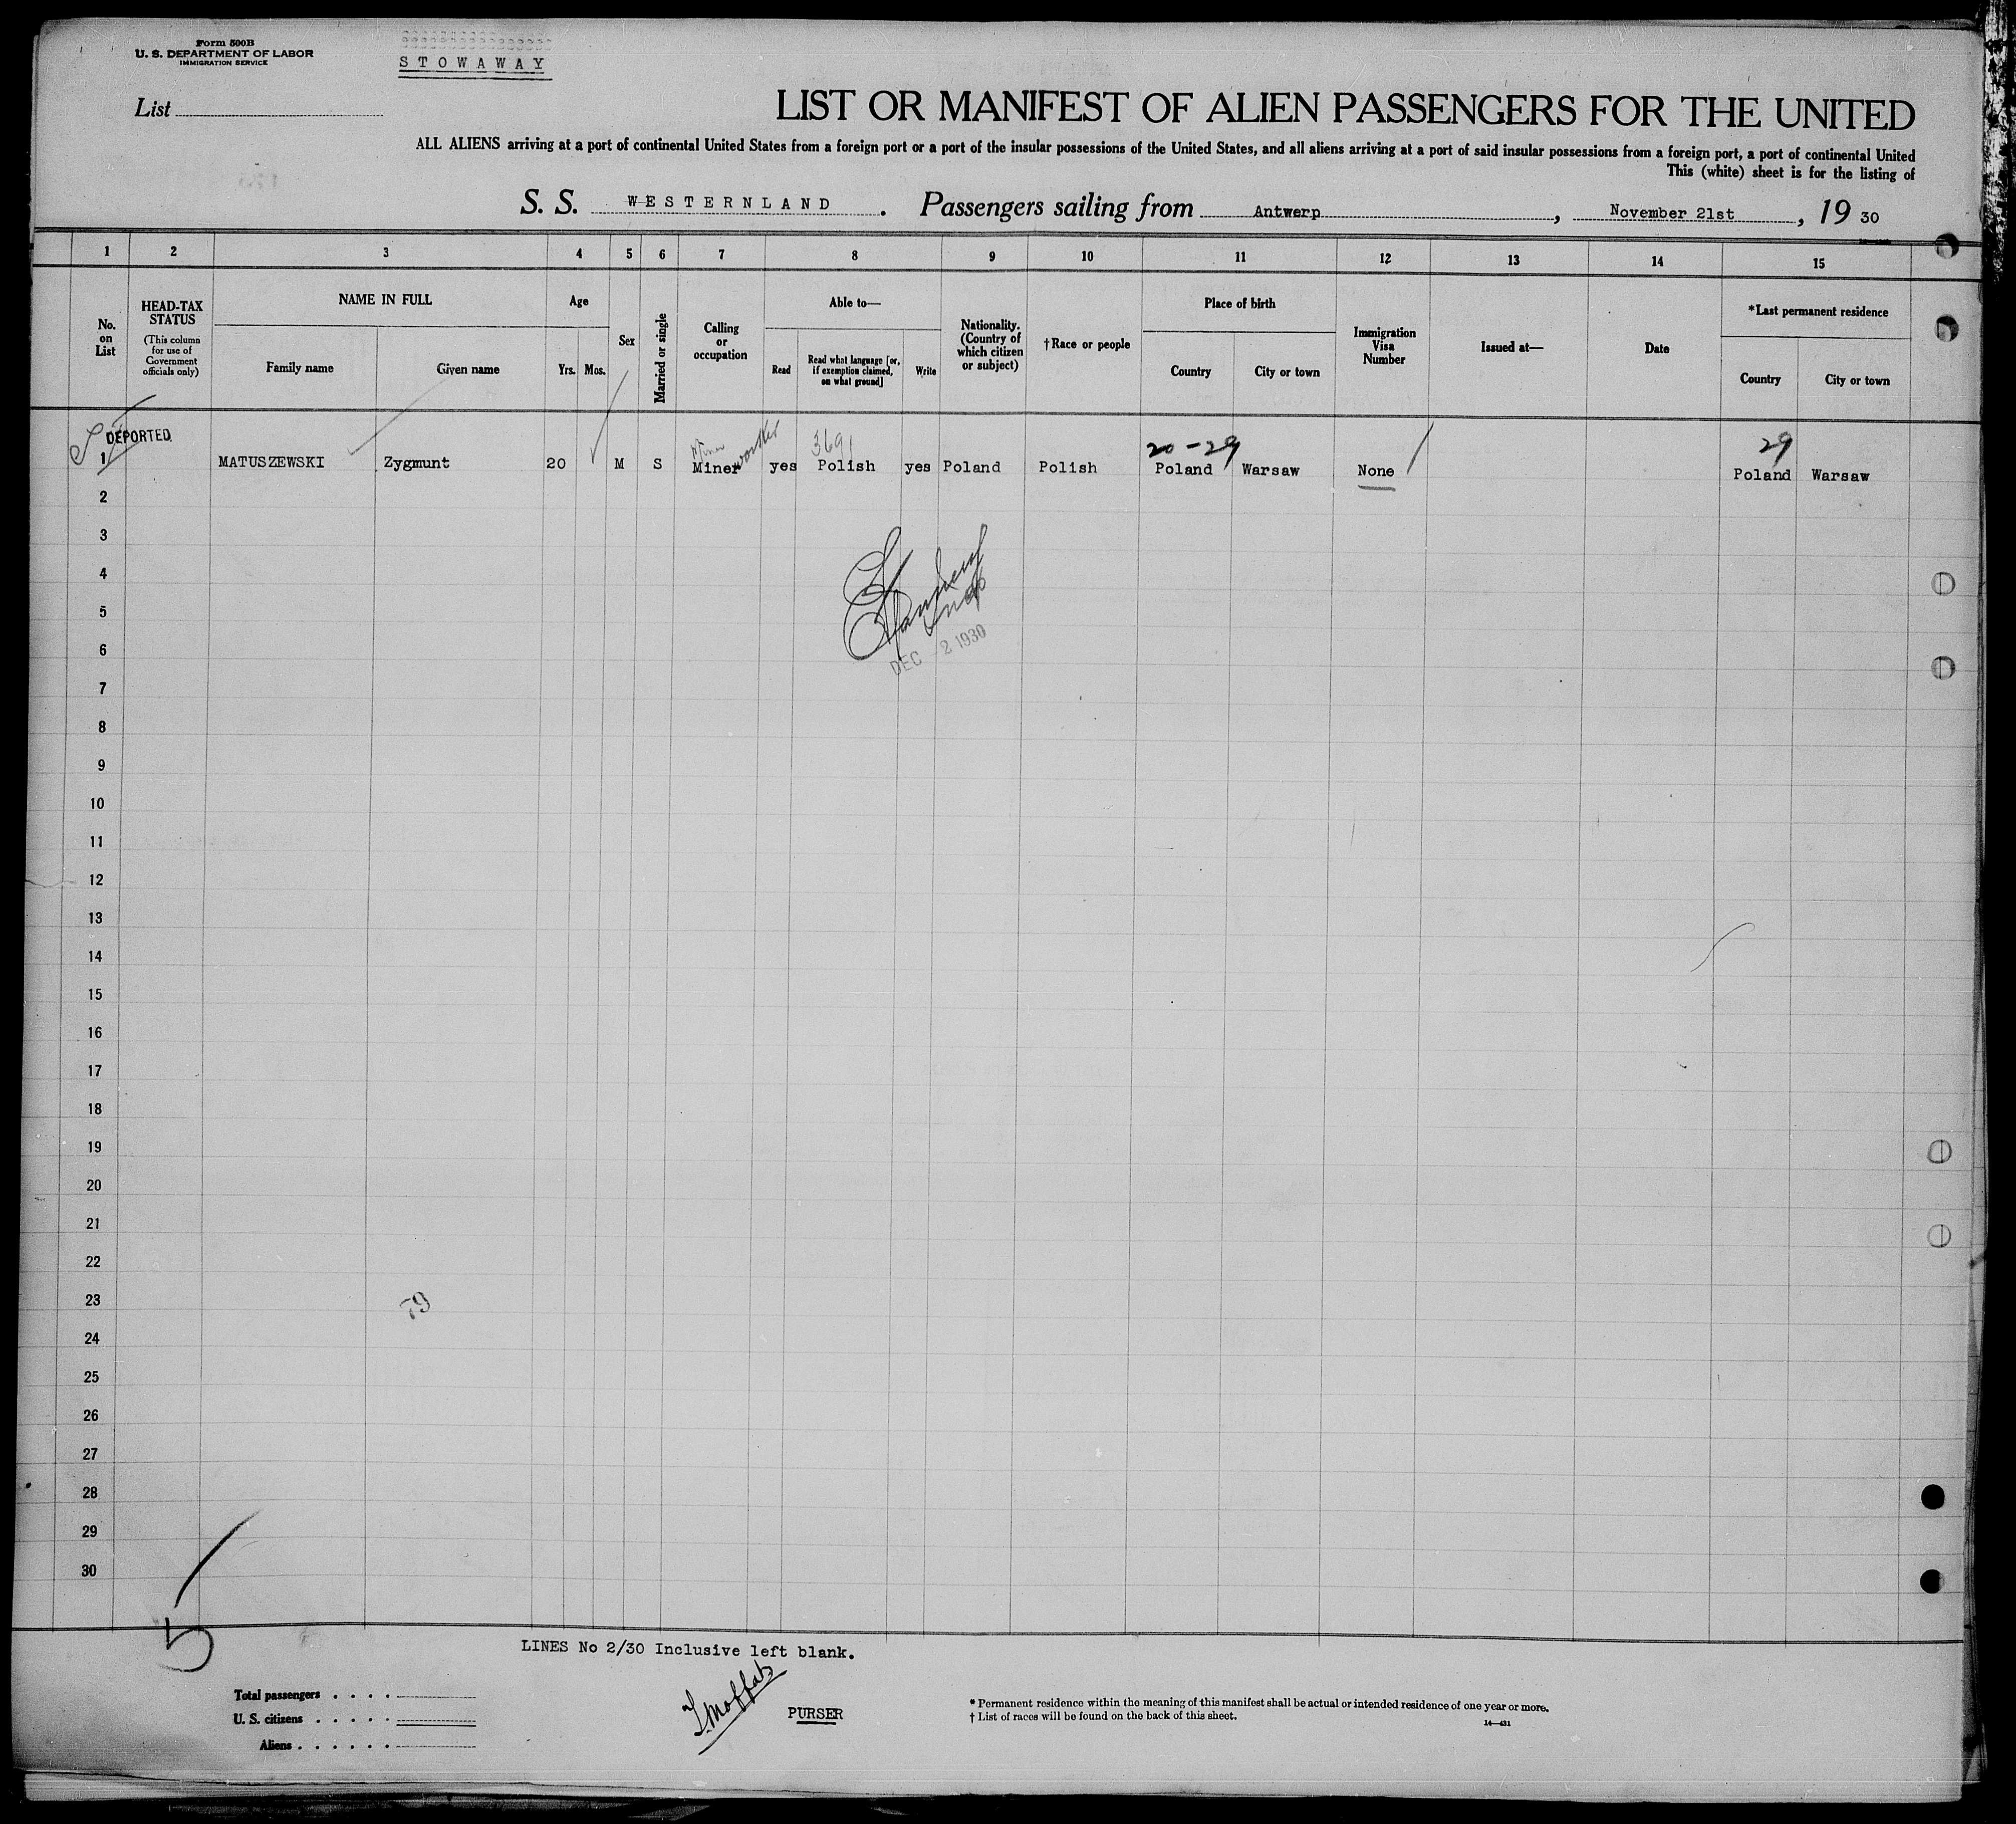 Form 500B
U. S. DEPARTMENT OF LABOR
IMMIGRATION SERVICE
STOWAWAY
List
LIST OR MANIFEST OF ALIEN PASSENGERS FOR THE UNITED
ALL ALIENS arriving at a port of continental United States from a foreign port or a port of the insular possessions of the United States, and all aliens arriving at a port of said insular possessions from a foreign port, a port of continental United
This (white) sheet is for the listing of
S. S. WESTERNLAND . Passengers sailing from Antwerp , November 21st , 19 30
1 2 3 4 5 6 7 8 9 10 11 12 13 14 15
No. on List
HEAD-TAX STATUS
(This column for use of Government officials only)
NAME IN FULL
Family name
Given name
Age
Yrs. Mos.
Sex
Married or single
Calling or occupation
Able to—
Read
Read what language [or, if exemption claimed, on what ground]
Write
Nationality. (Country of which citizen or subject)
†Race or people
Place of birth
Country
City or town
Immigration Visa Number
Issued at—
Date
*Last permanent residence
Country
City or town
DEPORTED
Miner worker 3691 20-29 29
1 MATUSZEWSKI Zygmunt 20 M S Miner yes Polish yes Poland Polish Poland Warsaw None Poland Warsaw
2
3
4
5
6
DEC -2 1930
7
8
9
10
11
12
13
14
15
16
17
18
19
20
21
22
23
79
24
25
26
27
28
29
30
5
LINES No 2/30 Inclusive left blank.
Total passengers
U. S. citizens
Aliens
J. Moffat
PURSER
* Permanent residence within the meaning of this manifest shall be actual or intended residence of one year or more.
† List of races will be found on the back of this sheet.
14—431